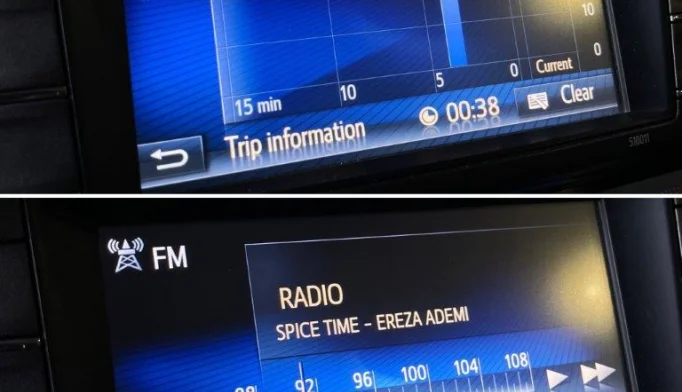 10
0
15 min 10 5 0 Current
Trip information 00:38 Clear
510011
FM
RADIO
SPICE TIME - EREZA ADEMI
92 96 100 104 108